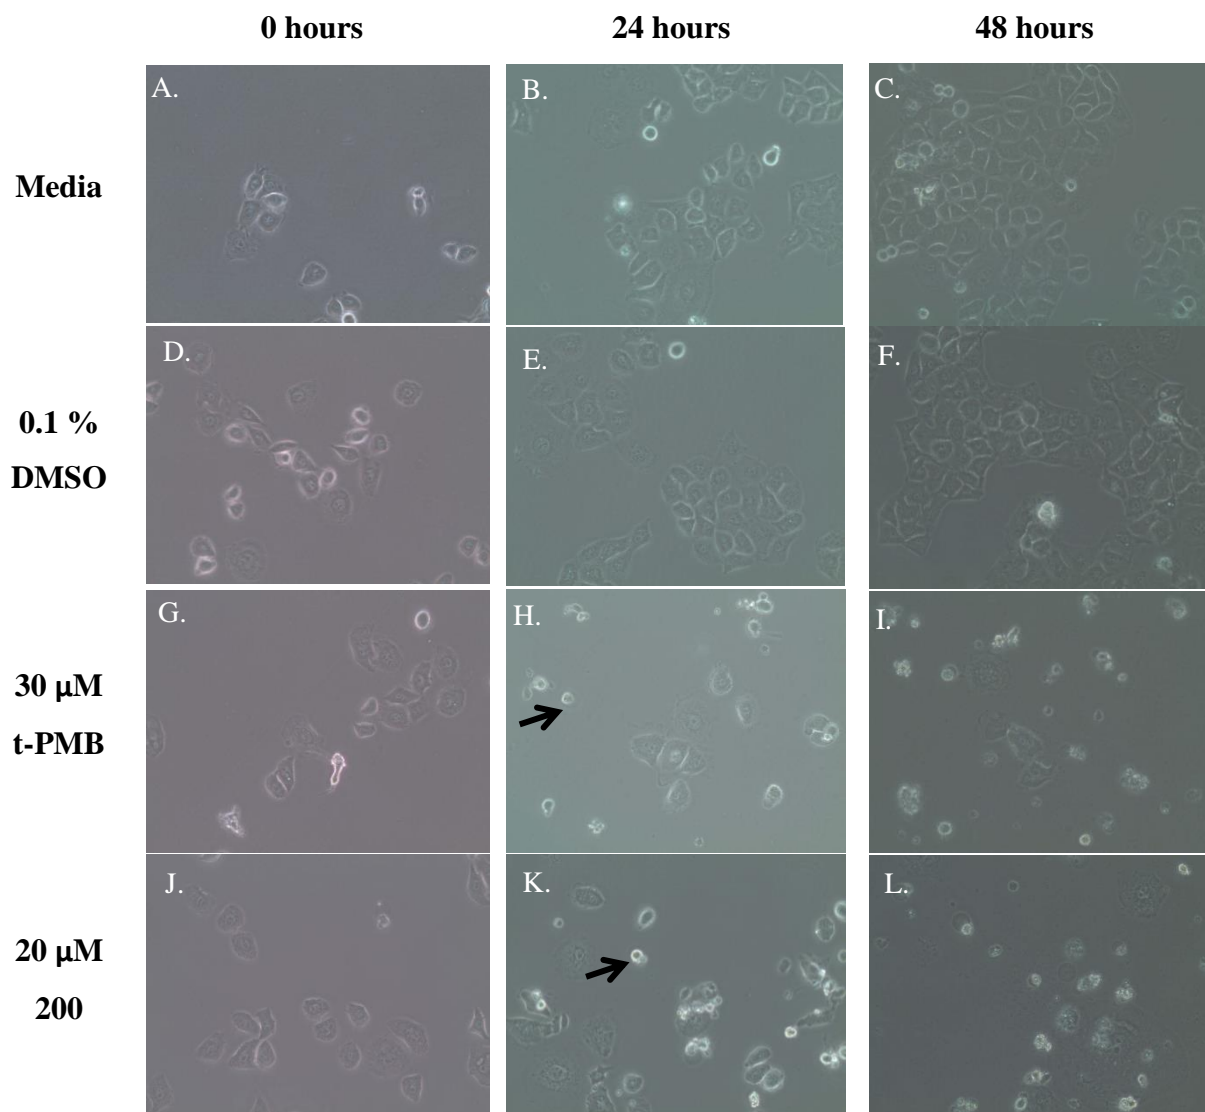 0 hours 24 hours 48 hours
Media
A. B. C.
0.1 %
DMSO
D. E. F.
30 μM
t-PMB
G. H. I.
20 μM
200
J. K. L.